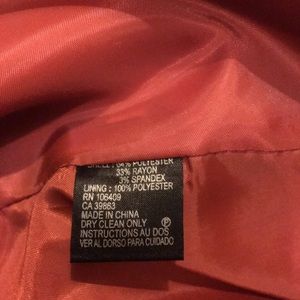 SHELL : 64% POLYESTER
33% RAYON
3% SPANDEX
LINING : 100% POLYESTER
RN 106409
CA 39863
MADE IN CHINA
DRY CLEAN ONLY Ⓟ
INSTRUCTIONS AU DOS
VER AL DORSO PARA CUIDADO